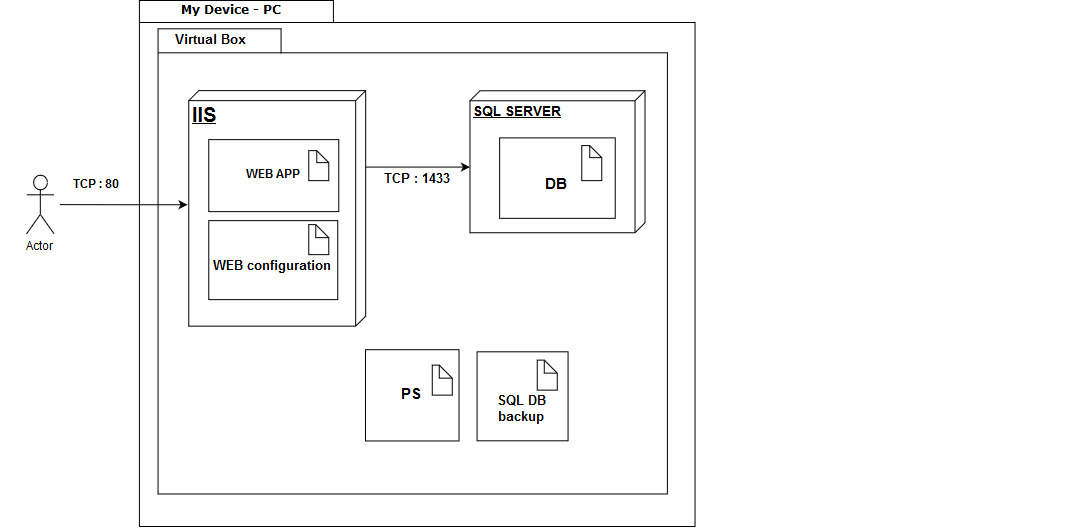 My Device - PC
Virtual Box
IIS
WEB APP
WEB configuration
TCP : 80
Actor
TCP : 1433
SQL SERVER
DB
PS
SQL DB
backup